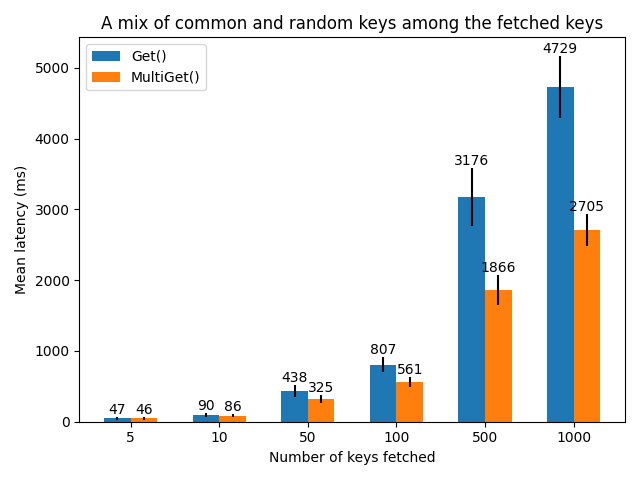 A mix of common and random keys among the fetched keys
Get()
MultiGet()
Mean latency (ms)
5000
4000
3000
2000
1000
0
47 46
90 86
438 325
807 561
3176 1866
4729 2705
5 10 50 100 500 1000
Number of keys fetched